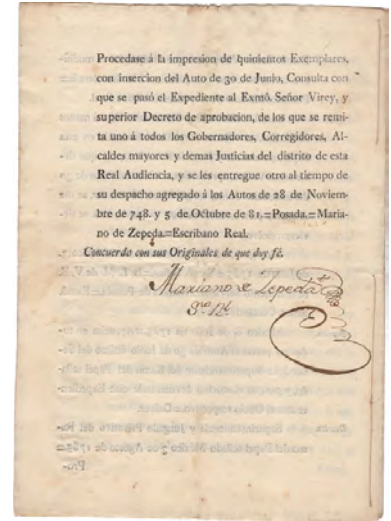 Procedase á la impresion de quinientos Exemplares,
con insercion del Auto de 30 de Junio, Consulta con
que se pasó el Expediente al Exmô. Señor Virey, y
superior Decreto de aprobacion, de los que se remi-
ta uno á todos los Gobernadores, Corregidores, Al-
caldes mayores y demas Justicias del distrito de esta
Real Audiencia, y se les entregue otro al tiempo de
su despacho agregado á los Autos de 28 de Noviem-
bre de 748. y 5 de Octubre de 81.=Posada.=Maria-
no de Zepeda.=Escribano Real.
Concuerdo con sus Originales de que doy fé.
Mariano de Zepeda